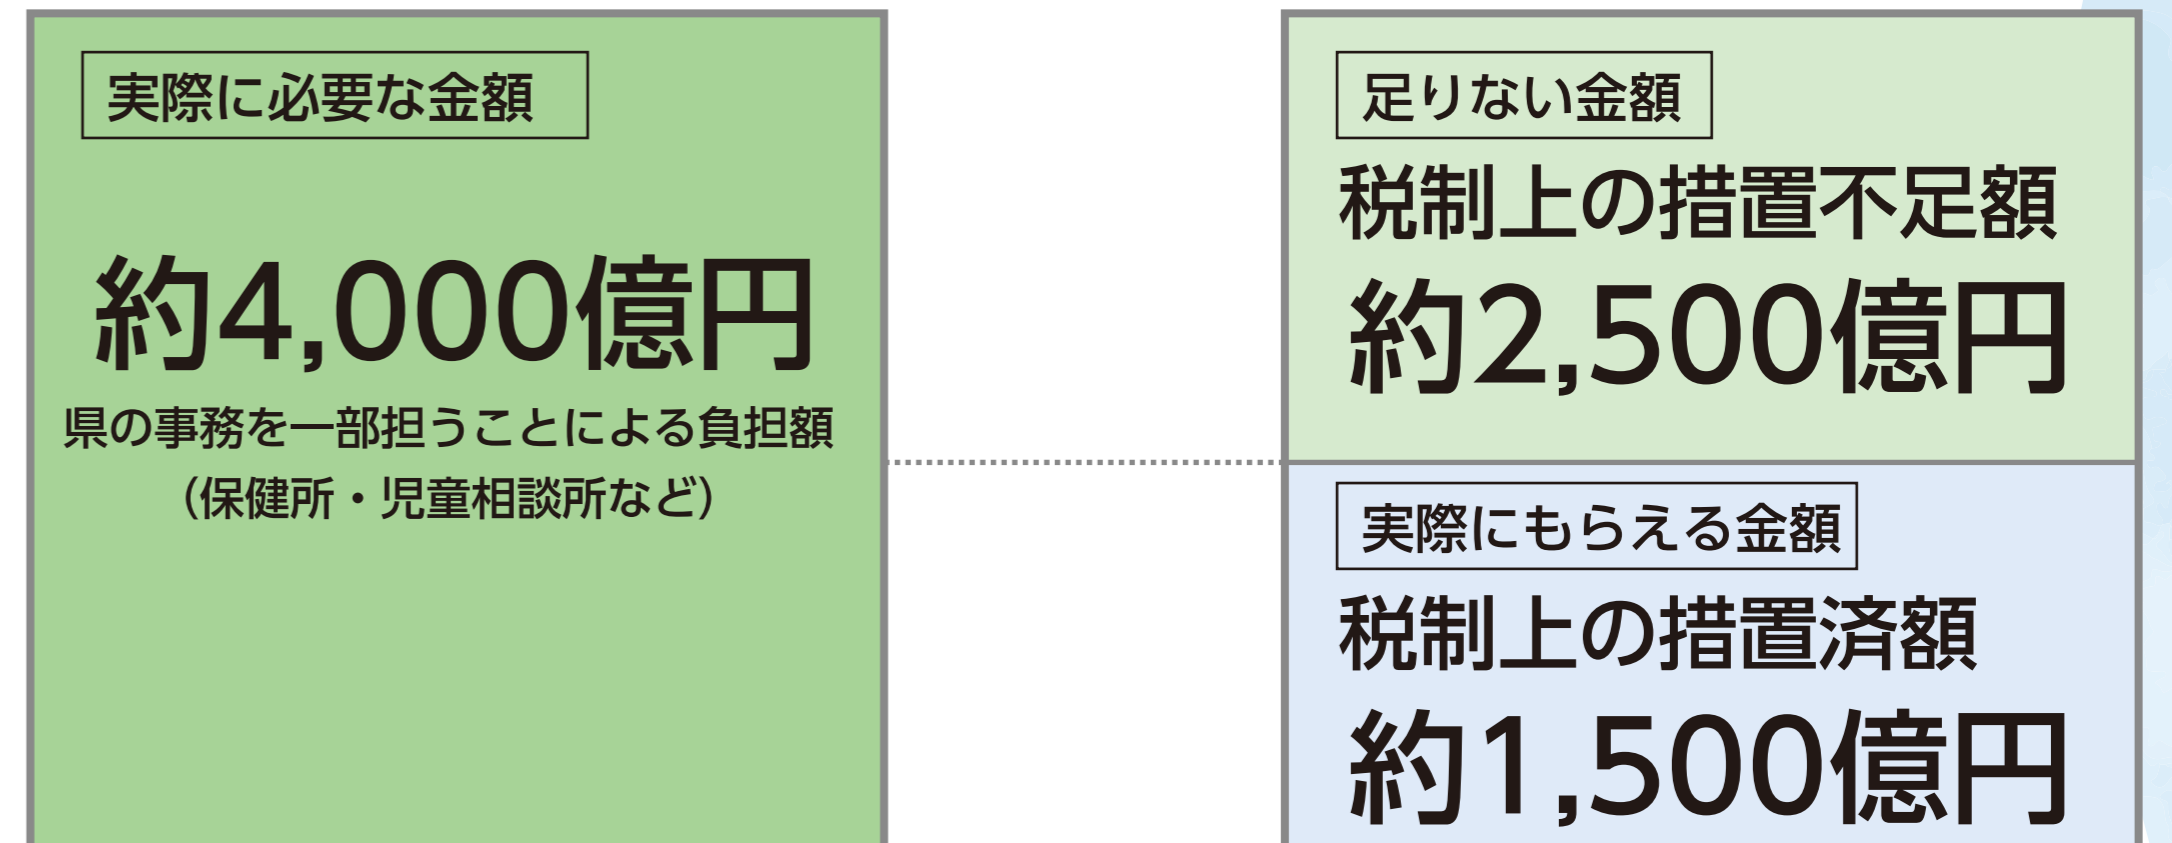 実際に必要な金額
約4,000億円
県の事務を一部担うことによる負担額
（保健所・児童相談所など）
足りない金額
税制上の措置不足額
約2,500億円
実際にもらえる金額
税制上の措置済額
約1,500億円